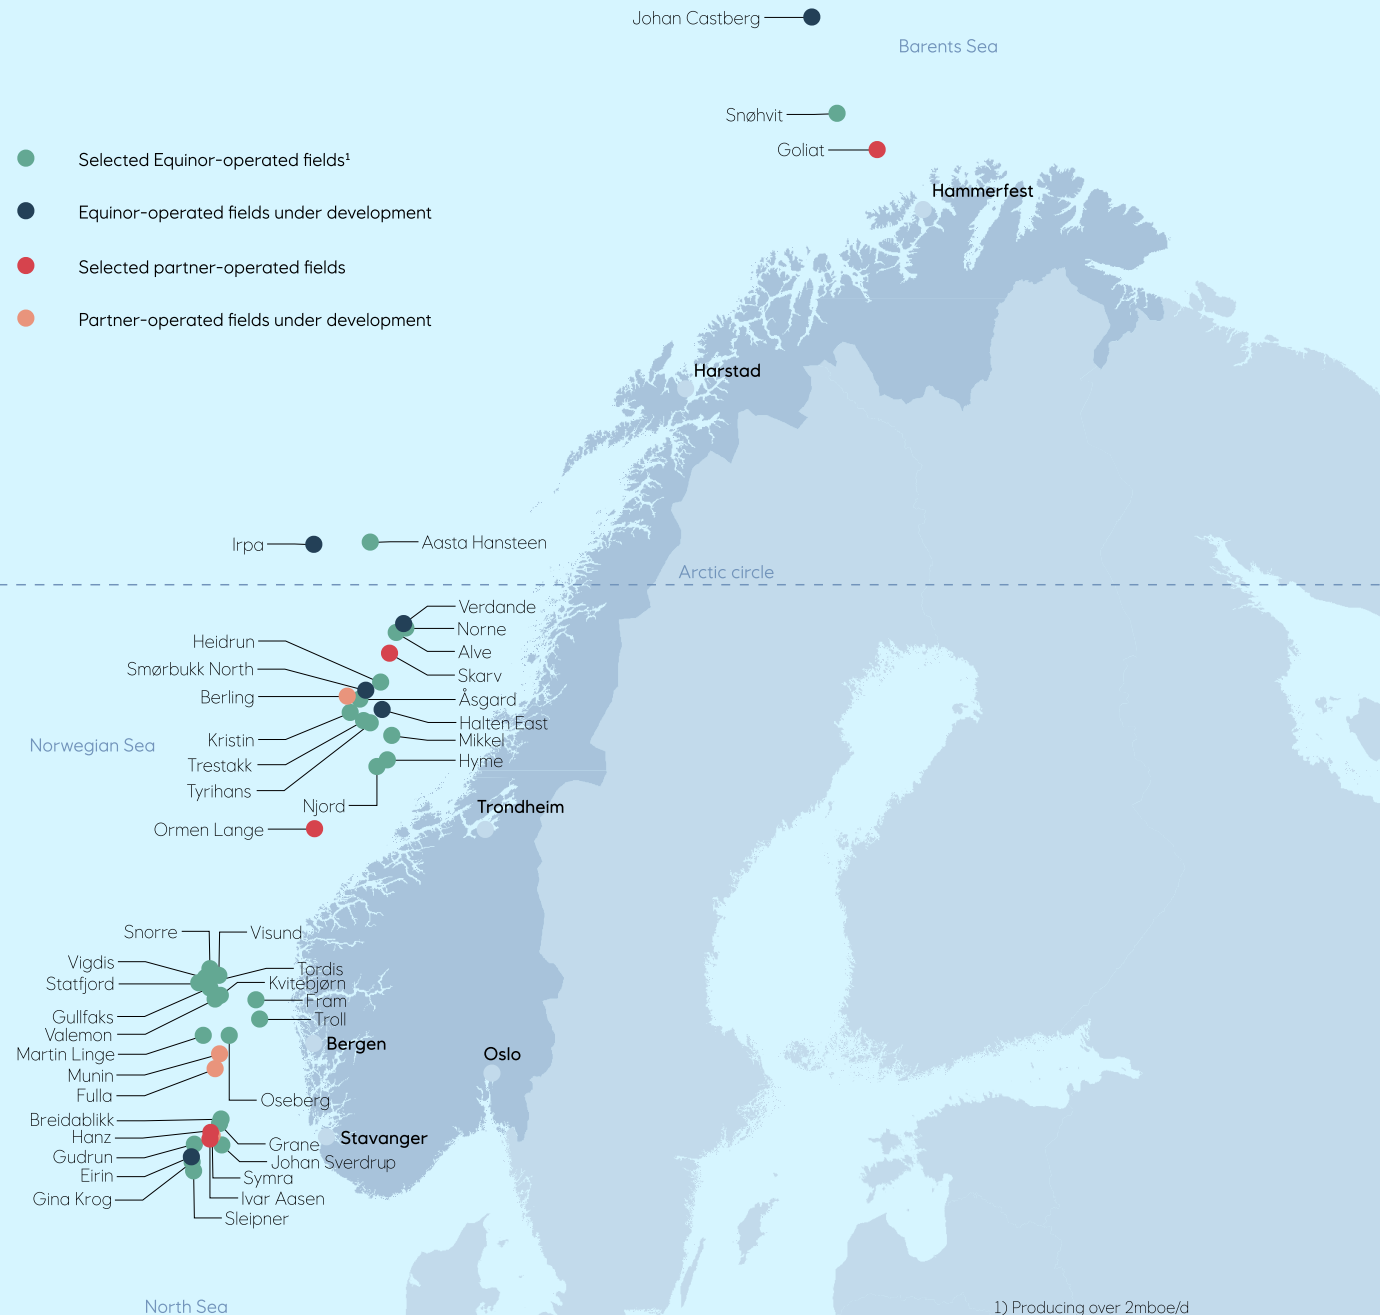 Johan Castberg
Barents Sea
Snøhvit
Goliat
Selected Equinor-operated fields¹
Equinor-operated fields under development
Selected partner-operated fields
Partner-operated fields under development
Hammerfest
Harstad
Irpa
Aasta Hansteen
Arctic circle
Verdande
Norne
Heidrun
Alve
Smørbukk North
Skarv
Berling
Åsgard
Halten East
Kristin
Mikkel
Norwegian Sea
Trestakk
Hyme
Tyrihans
Njord
Trondheim
Ormen Lange
Snorre
Visund
Vigdis
Tordis
Statfjord
Kvitebjørn
Fram
Gullfaks
Troll
Valemon
Bergen
Martin Linge
Oslo
Munin
Fulla
Oseberg
Breidablikk
Hanz
Stavanger
Grane
Gudrun
Johan Sverdrup
Eirin
Symra
Gina Krog
Ivar Aasen
Sleipner
North Sea
1) Producing over 2mboe/d